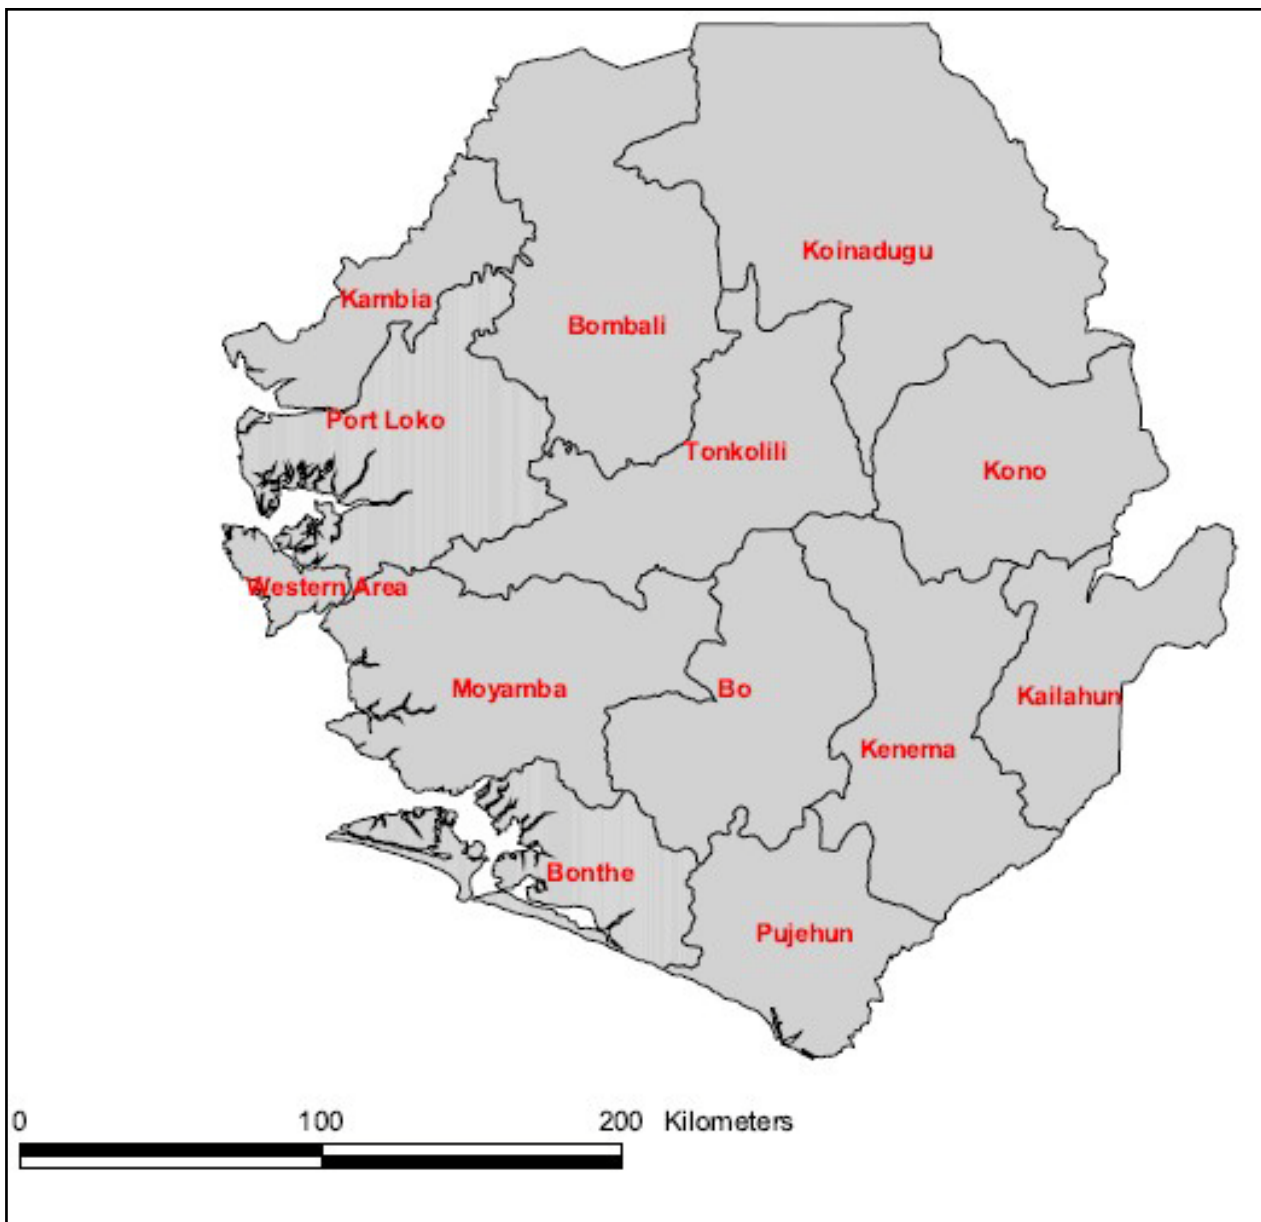 Koinadugu
Kambia
Bombali
Port Loko
Tonkolili
Kono
Western Area
Moyamba
Bo
Kailahun
Kenema
Bonthe
Pujehun
0 100 200 Kilometers